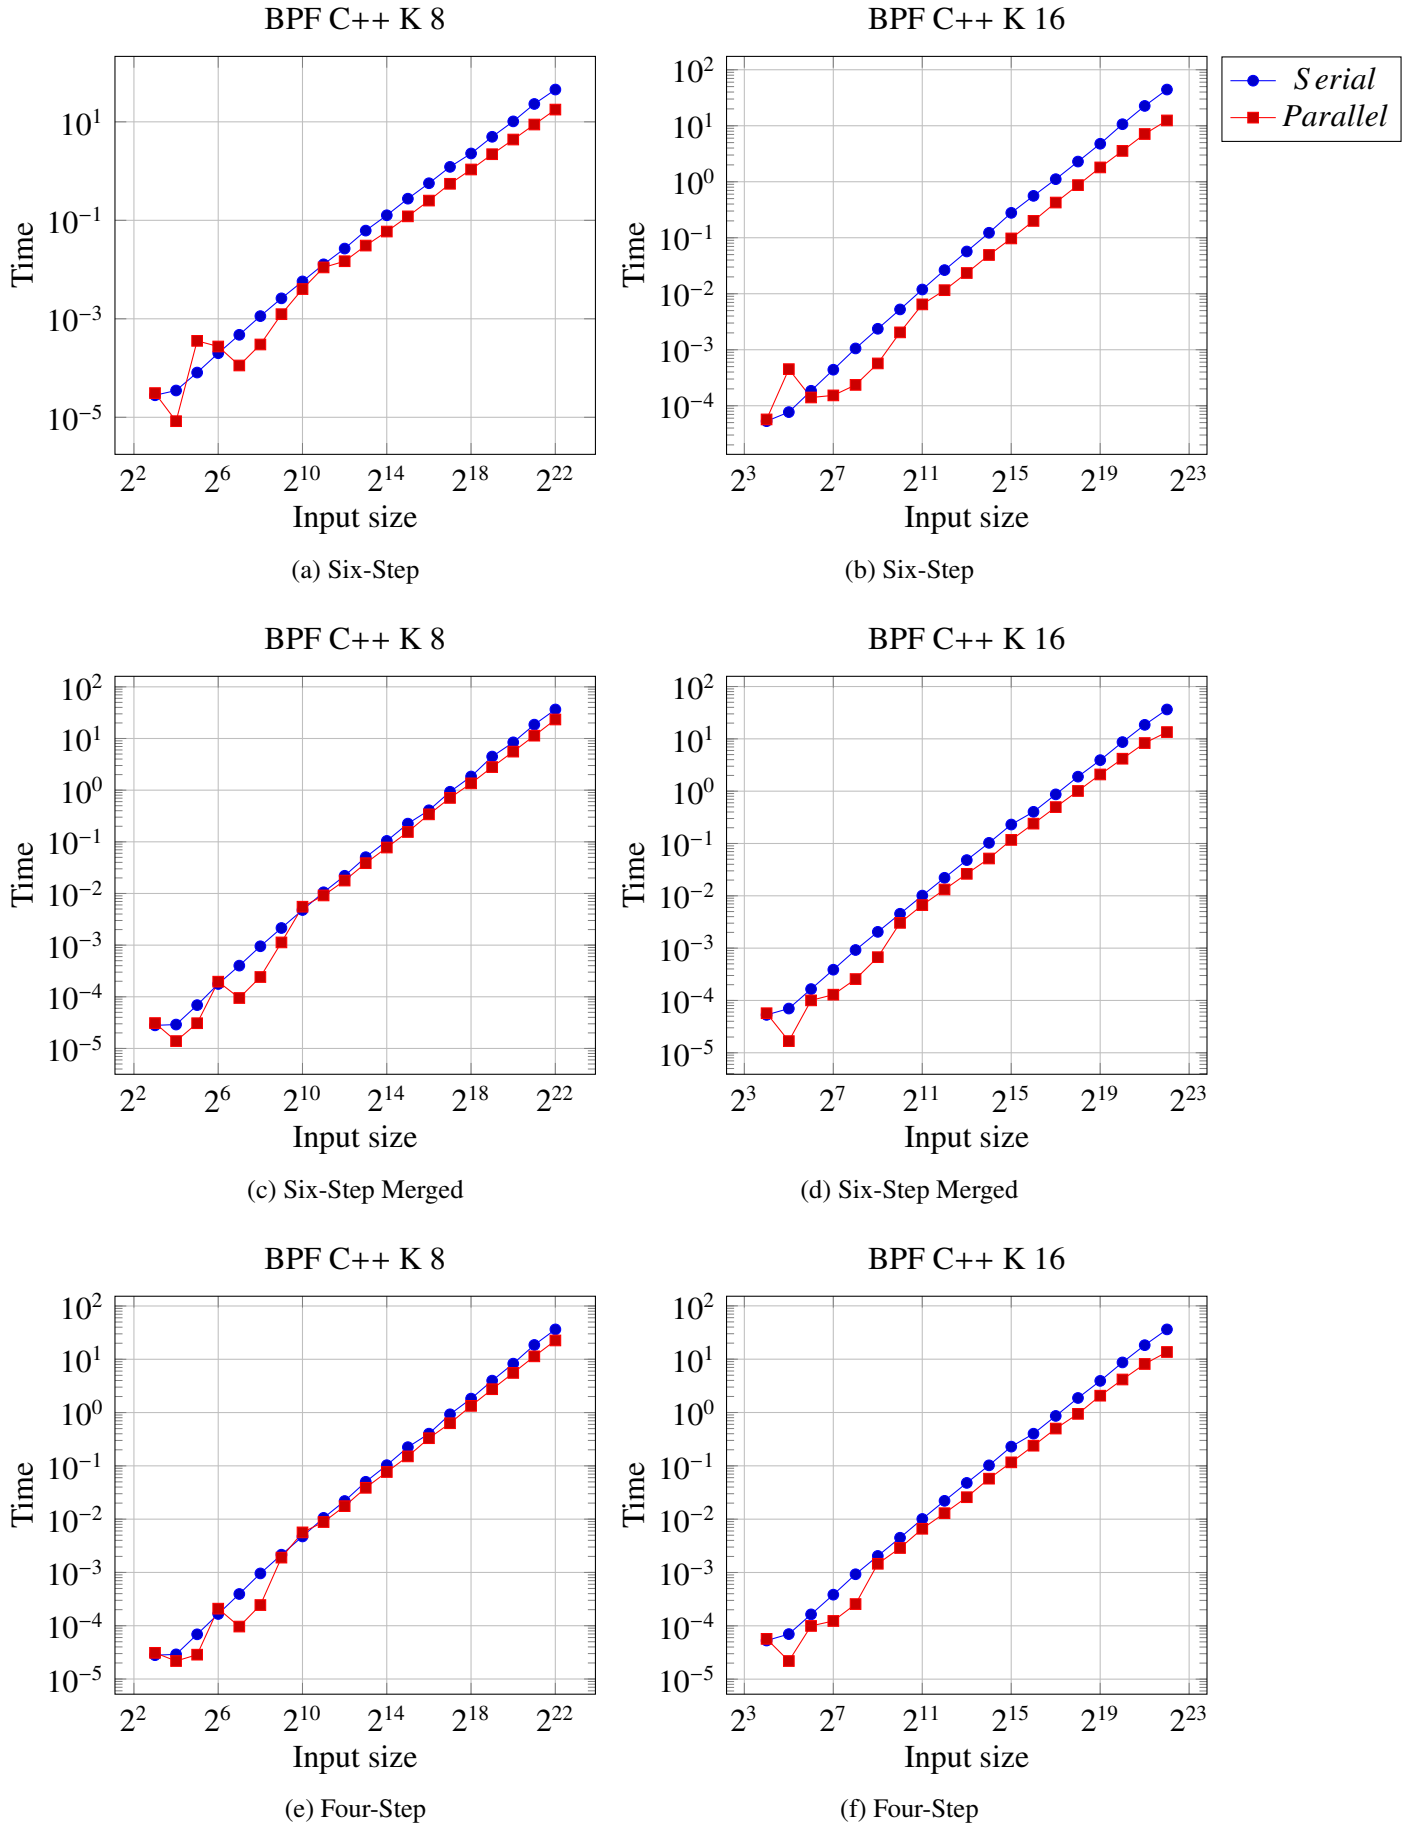 BPF C++ K 8
BPF C++ K 16
Serial
Parallel
10^1
10^−1
10^−3
10^−5
Time
2^2 2^6 2^10 2^14 2^18 2^22
Input size
(a) Six-Step
10^2
10^1
10^0
10^−1
10^−2
10^−3
10^−4
Time
2^3 2^7 2^11 2^15 2^19 2^23
Input size
(b) Six-Step
BPF C++ K 8
10^2
10^1
10^0
10^−1
10^−2
10^−3
10^−4
10^−5
Time
2^2 2^6 2^10 2^14 2^18 2^22
Input size
(c) Six-Step Merged
BPF C++ K 16
10^2
10^1
10^0
10^−1
10^−2
10^−3
10^−4
10^−5
Time
2^3 2^7 2^11 2^15 2^19 2^23
Input size
(d) Six-Step Merged
BPF C++ K 8
10^2
10^1
10^0
10^−1
10^−2
10^−3
10^−4
10^−5
Time
2^2 2^6 2^10 2^14 2^18 2^22
Input size
(e) Four-Step
BPF C++ K 16
10^2
10^1
10^0
10^−1
10^−2
10^−3
10^−4
10^−5
Time
2^3 2^7 2^11 2^15 2^19 2^23
Input size
(f) Four-Step